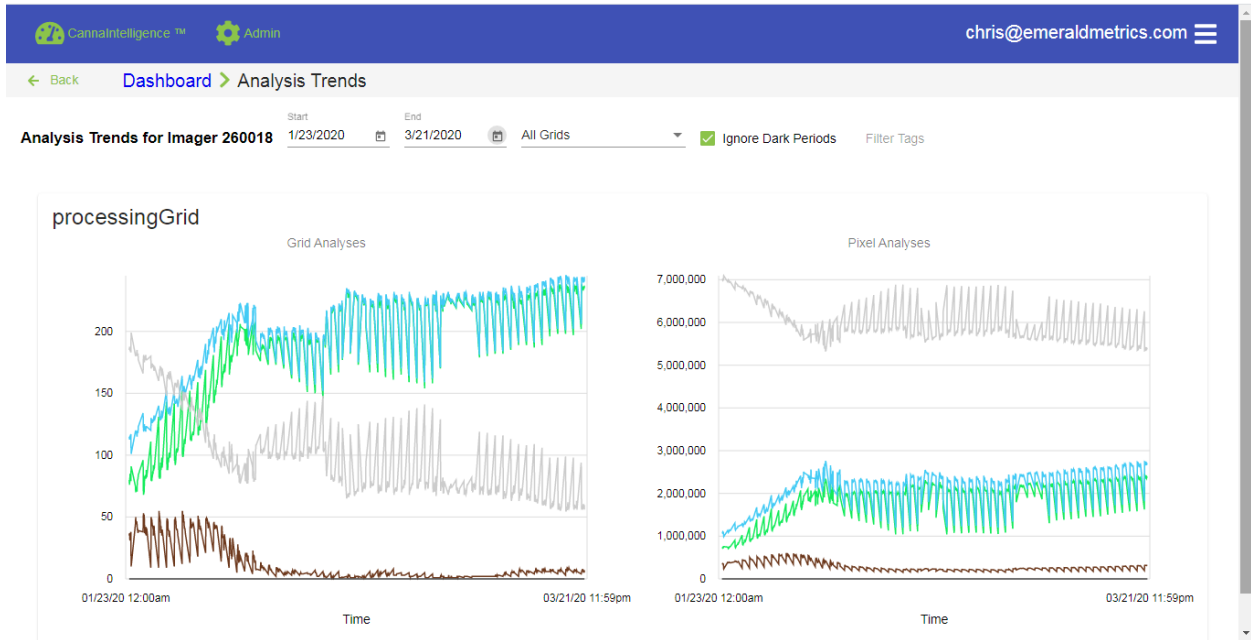 CannaIntelligence ™ Admin chris@emeraldmetrics.com
Back Dashboard Analysis Trends
Start End
Analysis Trends for Imager 260018 1/23/2020 3/21/2020 All Grids Ignore Dark Periods Filter Tags
processingGrid
Grid Analyses
200
150
100
50
0
01/23/20 12:00am 03/21/20 11:59pm
Time
Pixel Analyses
7,000,000
6,000,000
5,000,000
4,000,000
3,000,000
2,000,000
1,000,000
0
01/23/20 12:00am 03/21/20 11:59pm
Time